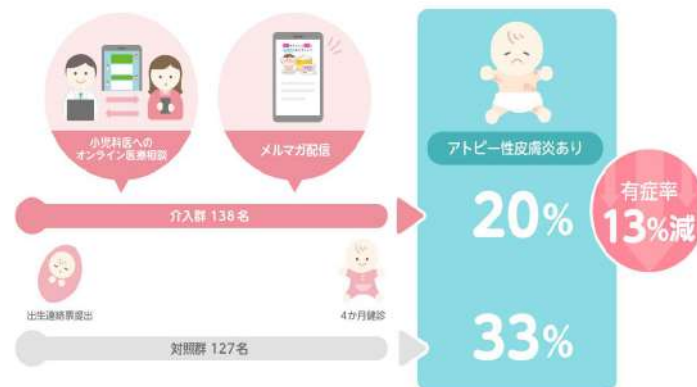 小児科医への
オンライン医療相談
メルマガ配信
アトピー性皮膚炎あり
介入群 138名
20%
有症率
13%減
出生連絡票提出
4か月健診
対照群 127名
33%